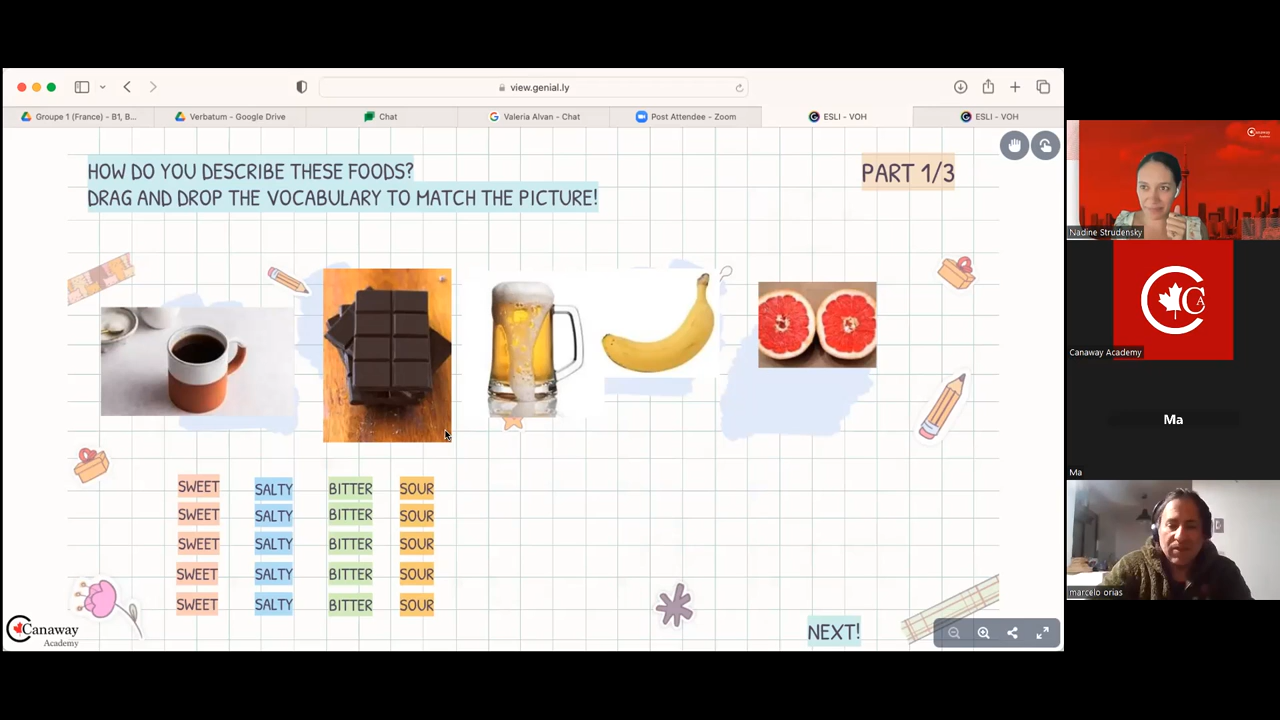 view.genial.ly
Groupe 1 (France) - B1, B...
Verbatum - Google Drive
Chat
Valeria Alvan - Chat
Post Attendee - Zoom
ESLI - VOH
ESLI - VOH
HOW DO YOU DESCRIBE THESE FOODS?
DRAG AND DROP THE VOCABULARY TO MATCH THE PICTURE!
PART 1/3
SWEET SALTY BITTER SOUR
SWEET SALTY BITTER SOUR
SWEET SALTY BITTER SOUR
SWEET SALTY BITTER SOUR
SWEET SALTY BITTER SOUR
NEXT!
Canaway
Academy
Nadine Strudensky
CA
Canaway Academy
Ma
Ma
marcelo orias